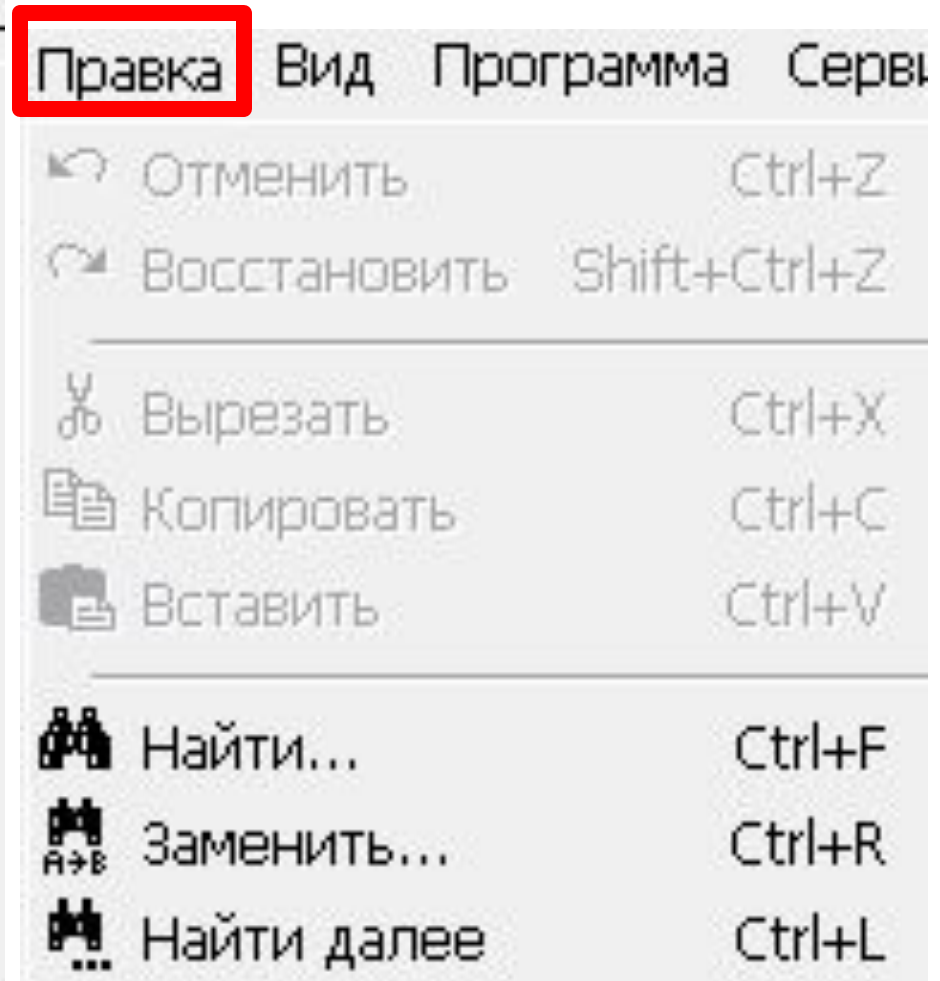 Правка Вид Программа Серви
Отменить Ctrl+Z
Восстановить Shift+Ctrl+Z
Вырезать Ctrl+X
Копировать Ctrl+C
Вставить Ctrl+V
Найти... Ctrl+F
A→B Заменить... Ctrl+R
Найти далее Ctrl+L